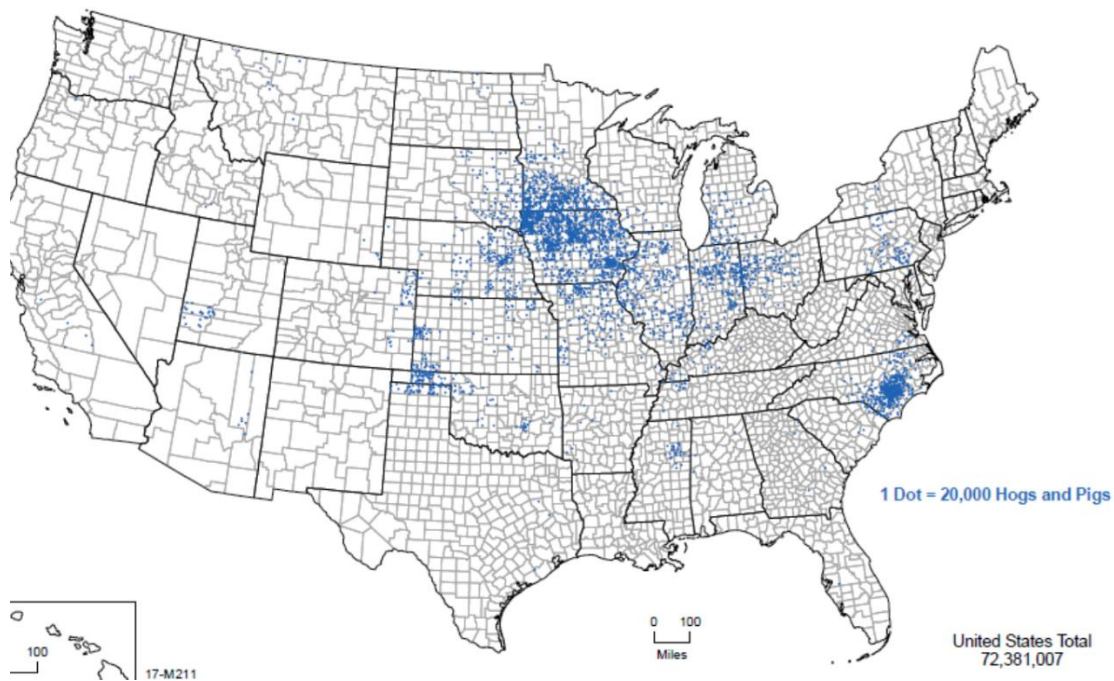 1 Dot = 20,000 Hogs and Pigs
0 100
Miles
United States Total
72,381,007
100
17-M211